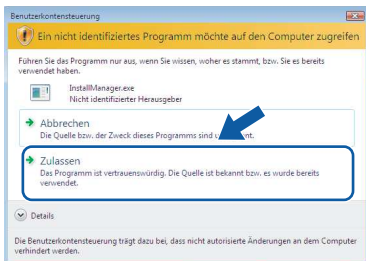 Benutzerkontensteuerung
Ein nicht identifiziertes Programm möchte auf den Computer zugreifen
Führen Sie das Programm nur aus, wenn Sie wissen, woher es stammt, bzw. Sie es bereits
verwendet haben.
InstallManager.exe
Nicht identifizierter Herausgeber
Abbrechen
Die Quelle bzw. der Zweck dieses Programms sind
Zulassen
Das Programm ist vertrauenswürdig. Die Quelle ist bekannt bzw. es wurde bereits
verwendet.
Details
Die Benutzerkontensteuerung trägt dazu bei, dass nicht autorisierte Änderungen an dem Computer
verhindert werden.